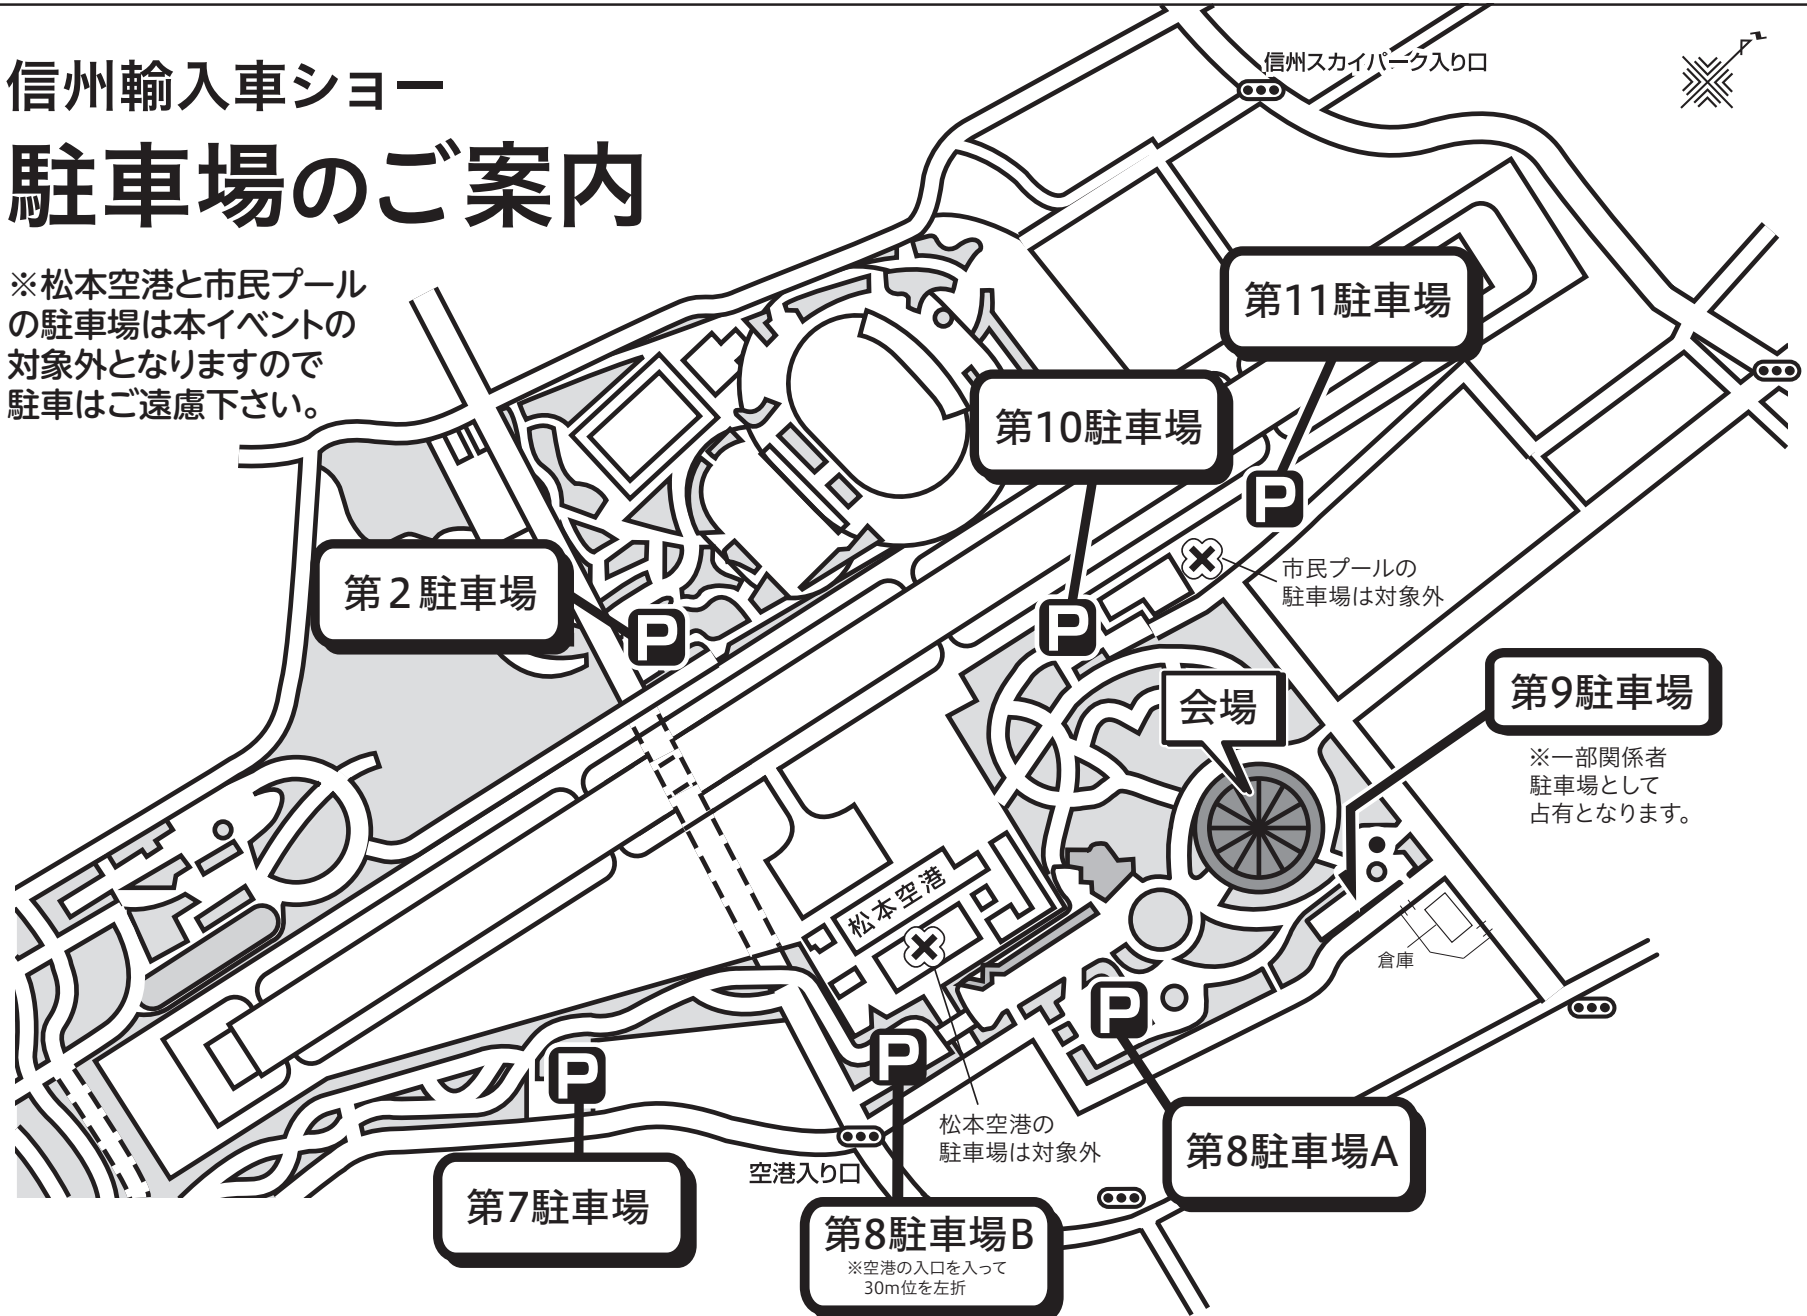 信州輸入車ショー
駐車場のご案内
※松本空港と市民プール
の駐車場は本イベントの
対象外となりますので
駐車はご遠慮下さい。
信州スカイパーク入り口
第11駐車場
第10駐車場
P
市民プールの
駐車場は対象外
第2駐車場
P
P
会場
第9駐車場
※一部関係者
駐車場として
占有となります。
松本空港
倉庫
P
P
P
松本空港の
駐車場は対象外
空港入り口
第7駐車場
第8駐車場A
第8駐車場B
※空港の入口を入って
30m位を左折